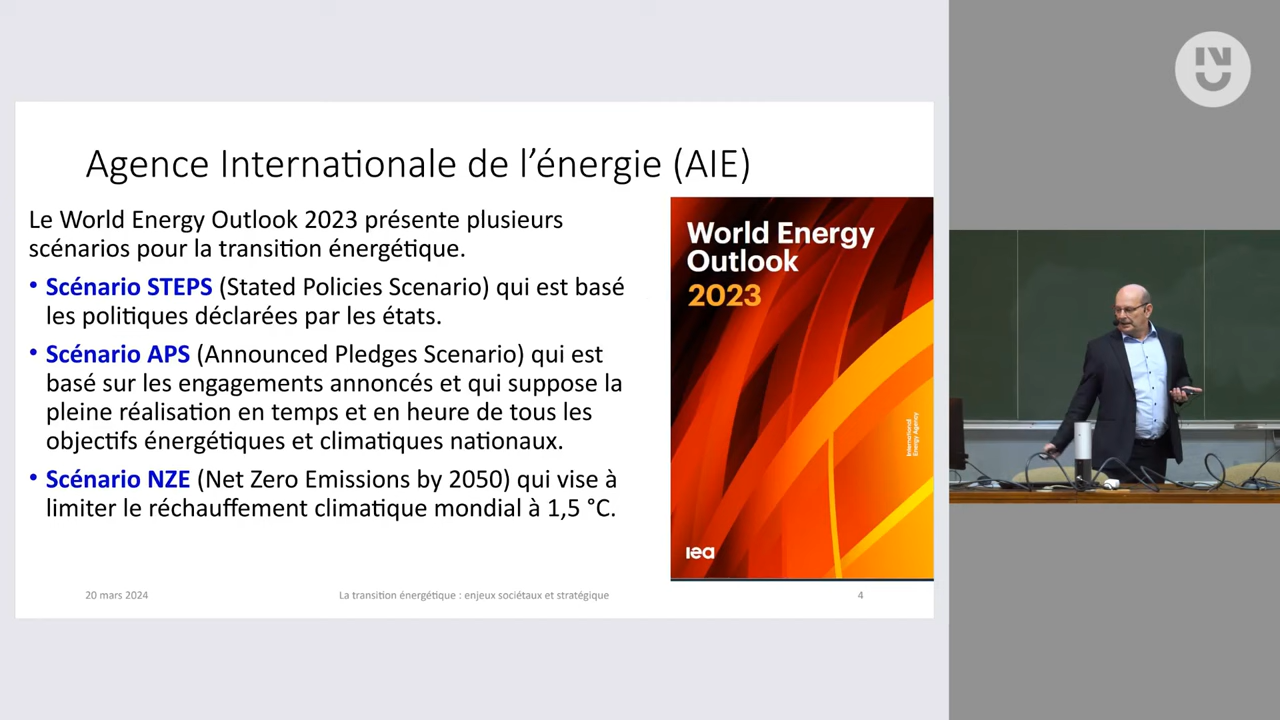 Agence Internationale de l’énergie (AIE)
Le World Energy Outlook 2023 présente plusieurs
scénarios pour la transition énergétique.
• Scénario STEPS (Stated Policies Scenario) qui est basé
les politiques déclarées par les états.
• Scénario APS (Announced Pledges Scenario) qui est
basé sur les engagements annoncés et qui suppose la
pleine réalisation en temps et en heure de tous les
objectifs énergétiques et climatiques nationaux.
• Scénario NZE (Net Zero Emissions by 2050) qui vise à
limiter le réchauffement climatique mondial à 1,5 °C.
World Energy
Outlook
2023
International
Energy Agency
iea
20 mars 2024
La transition énergétique : enjeux sociétaux et stratégique
4
INU